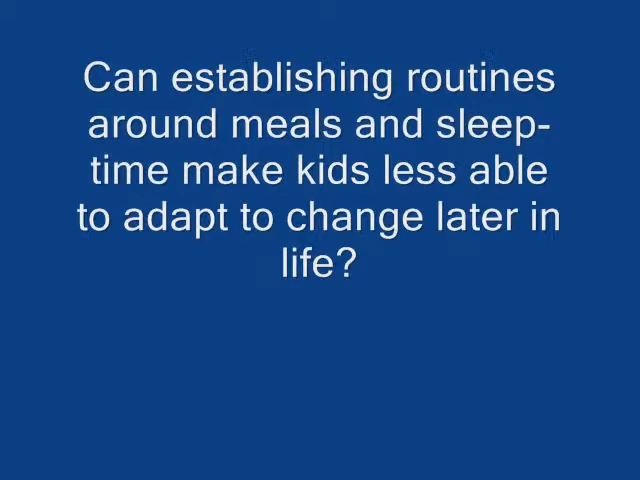 Can establishing routines
around meals and sleep-
time make kids less able
to adapt to change later in
life?